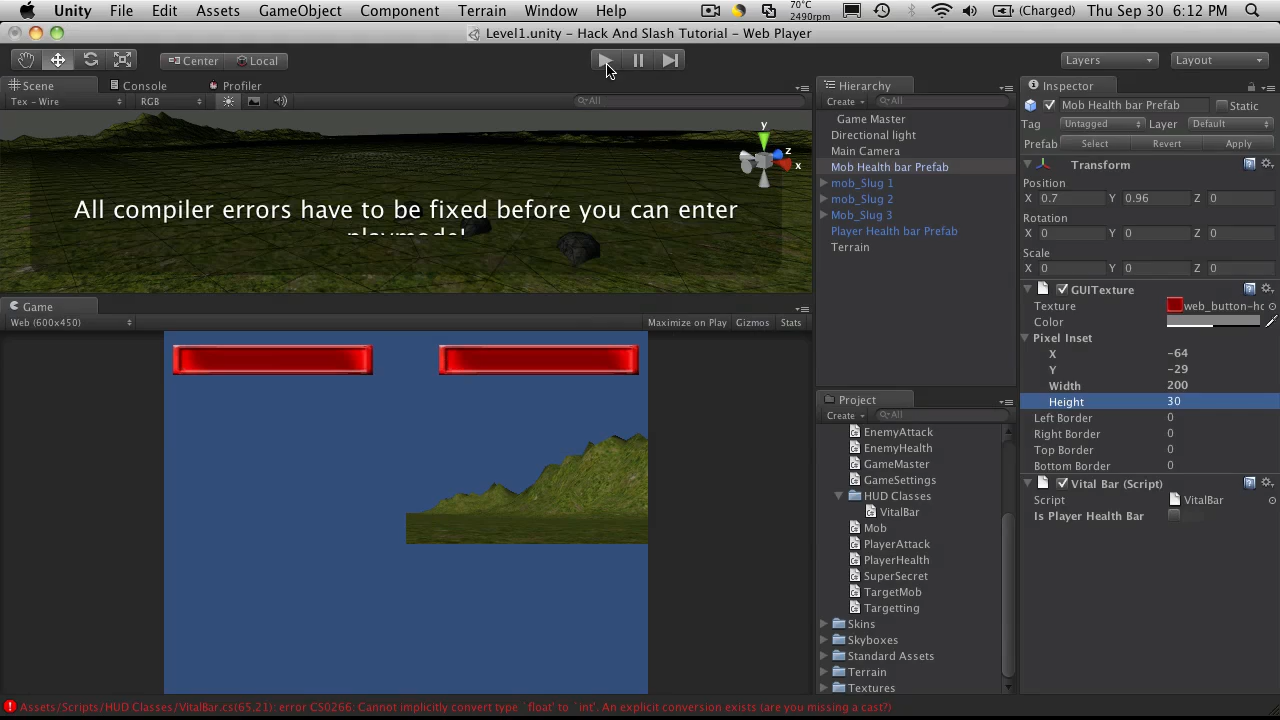 Unity File Edit Assets GameObject Component Terrain Window Help 70°C 2490rpm (Charged) Thu Sep 30 6:12 PM
Level1.unity – Hack And Slash Tutorial – Web Player
Center Local Layers Layout
Scene Console Profiler
Tex – Wire RGB All
y
z
x
All compiler errors have to be fixed before you can enter
playmode!
Game
Web (600x450) Maximize on Play Gizmos Stats
Hierarchy
Create All
Game Master
Directional light
Main Camera
Mob Health bar Prefab
mob_Slug 1
mob_Slug 2
Mob_Slug 3
Player Health bar Prefab
Terrain
Project
Create All
EnemyAttack
EnemyHealth
GameMaster
GameSettings
HUD Classes
VitalBar
Mob
PlayerAttack
PlayerHealth
SuperSecret
TargetMob
Targetting
Skins
Skyboxes
Standard Assets
Terrain
Textures
Inspector
Mob Health bar Prefab Static
Tag Untagged Layer Default
Prefab Select Revert Apply
Transform
Position
X 0.7 Y 0.96 Z 0
Rotation
X 0 Y 0 Z 0
Scale
X 0 Y 0 Z 0
GUITexture
Texture web_button-ho
Color
Pixel Inset
X −64
Y −29
Width 200
Height 30
Left Border 0
Right Border 0
Top Border 0
Bottom Border 0
Vital Bar (Script)
Script VitalBar
Is Player Health Bar
Assets/Scripts/HUD Classes/VitalBar.cs(65,21): error CS0266: Cannot implicitly convert type `float' to `int'. An explicit conversion exists (are you missing a cast?)